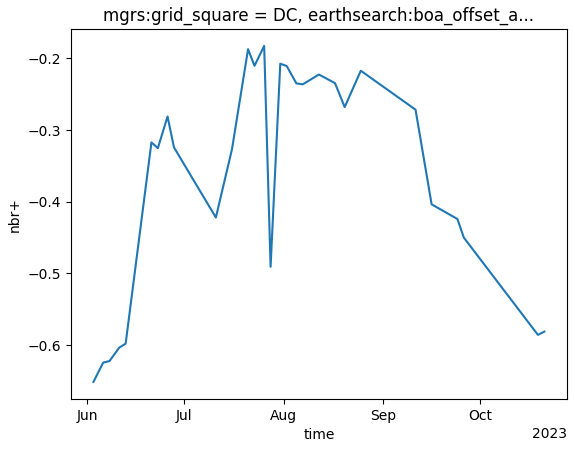 mgrs:grid_square = DC, earthsearch:boa_offset_a...
−0.2
−0.3
−0.4
−0.5
−0.6
nbr+
Jun Jul Aug Sep Oct
time
2023